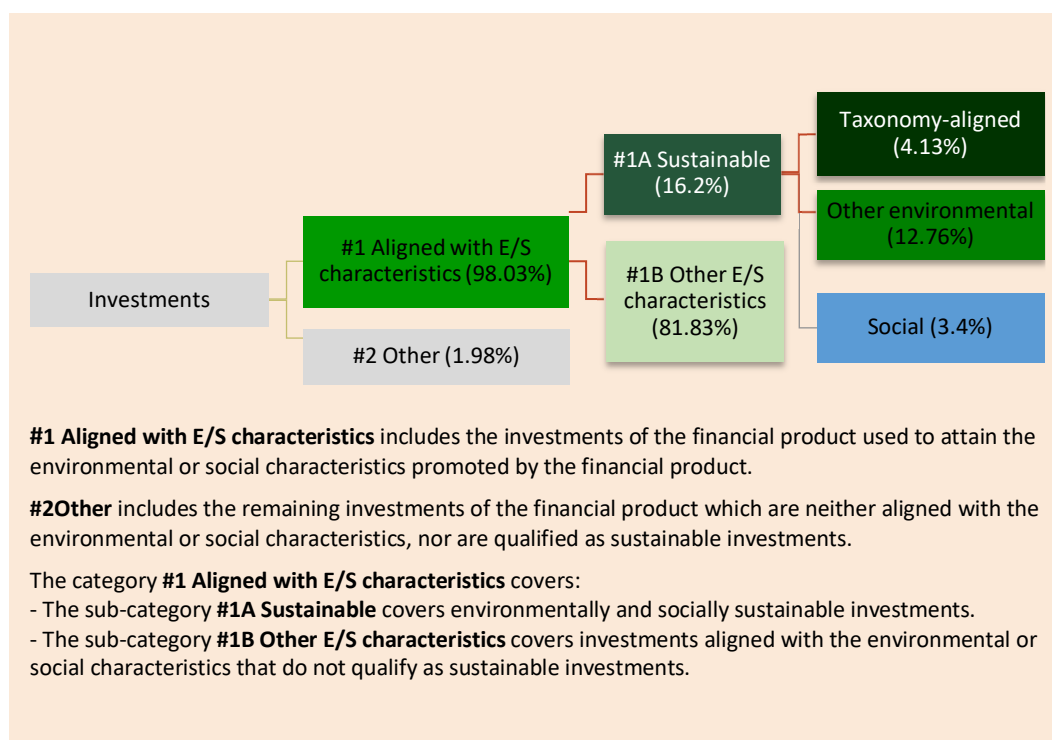 Investments
#1 Aligned with E/S
characteristics (98.03%)
#2 Other (1.98%)
#1A Sustainable
(16.2%)
#1B Other E/S
characteristics
(81.83%)
Taxonomy-aligned
(4.13%)
Other environmental
(12.76%)
Social (3.4%)
#1 Aligned with E/S characteristics includes the investments of the financial product used to attain the
environmental or social characteristics promoted by the financial product.
#2Other includes the remaining investments of the financial product which are neither aligned with the
environmental or social characteristics, nor are qualified as sustainable investments.
The category #1 Aligned with E/S characteristics covers:
- The sub-category #1A Sustainable covers environmentally and socially sustainable investments.
- The sub-category #1B Other E/S characteristics covers investments aligned with the environmental or
social characteristics that do not qualify as sustainable investments.